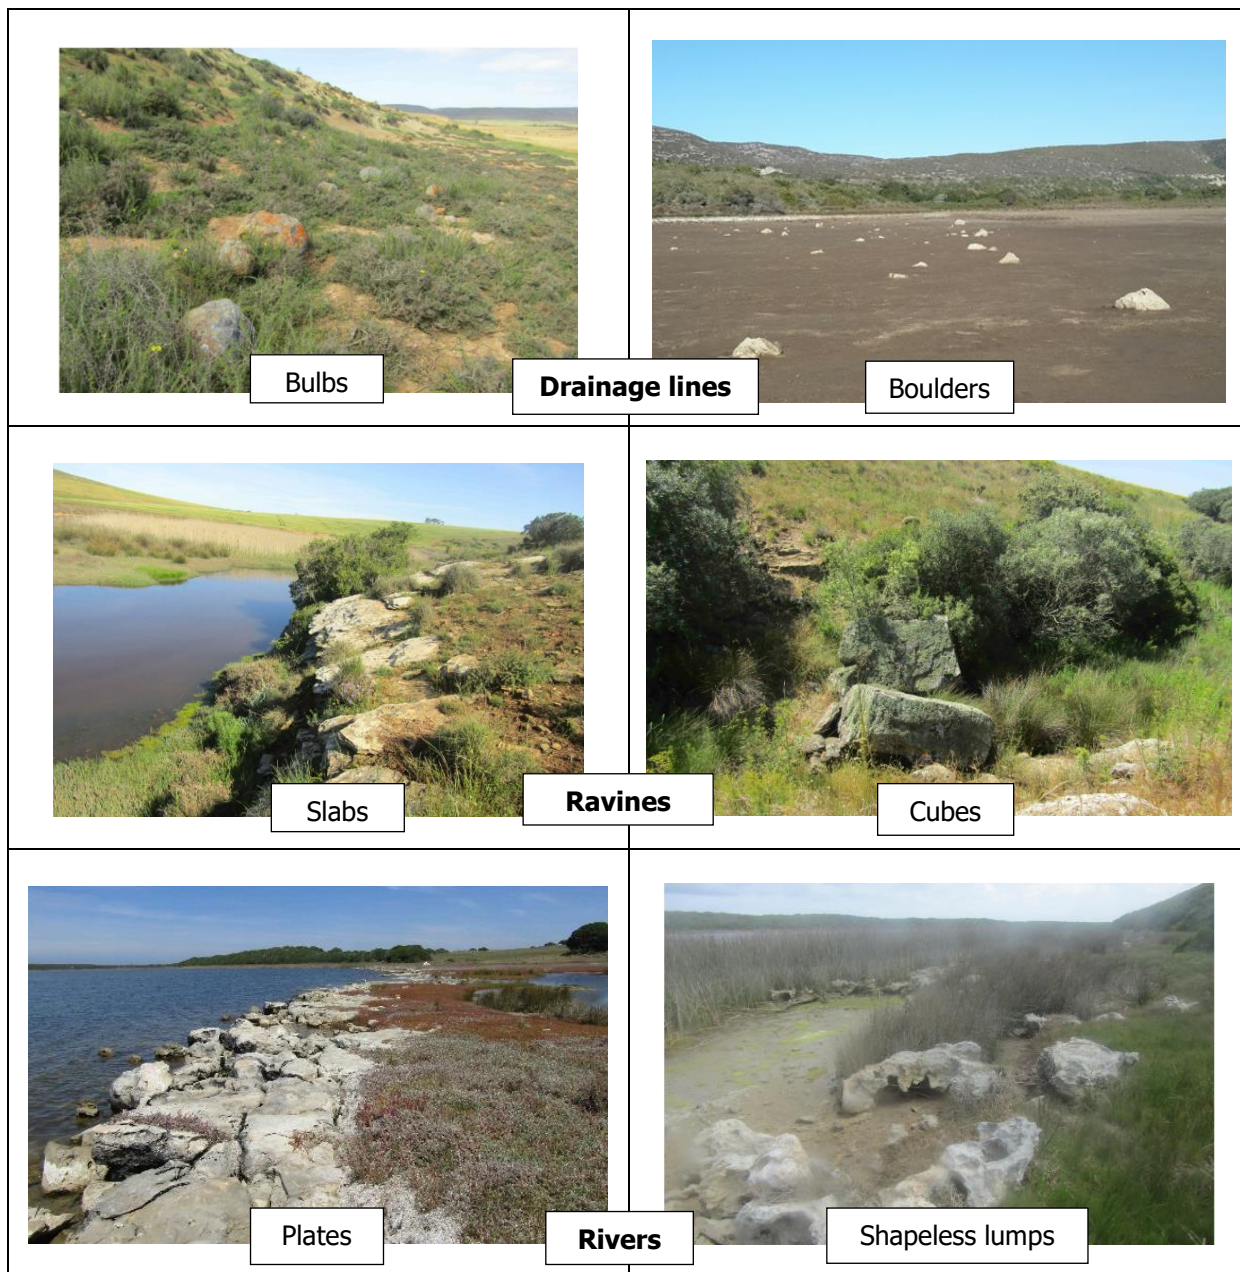 Bulbs
Drainage lines
Boulders
Slabs
Ravines
Cubes
Plates
Rivers
Shapeless lumps